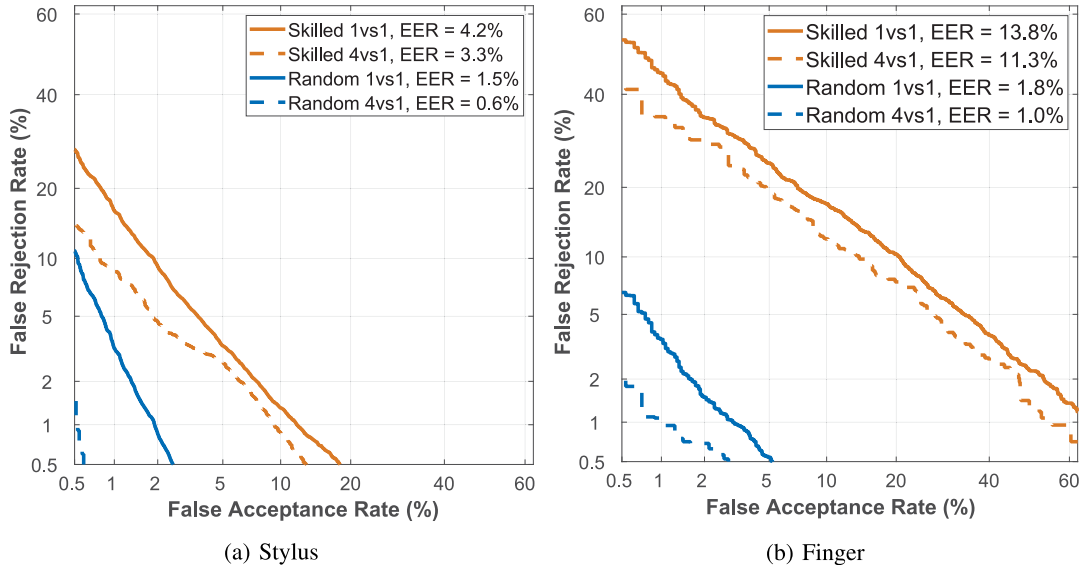 60
40
20
10
5
2
1
0.5
False Rejection Rate (%)
Skilled 1vs1, EER = 4.2%
Skilled 4vs1, EER = 3.3%
Random 1vs1, EER = 1.5%
Random 4vs1, EER = 0.6%
0.5 1 2 5 10 20 40 60
False Acceptance Rate (%)
(a) Stylus
60
40
20
10
5
2
1
0.5
False Rejection Rate (%)
Skilled 1vs1, EER = 13.8%
Skilled 4vs1, EER = 11.3%
Random 1vs1, EER = 1.8%
Random 4vs1, EER = 1.0%
0.5 1 2 5 10 20 40 60
False Acceptance Rate (%)
(b) Finger